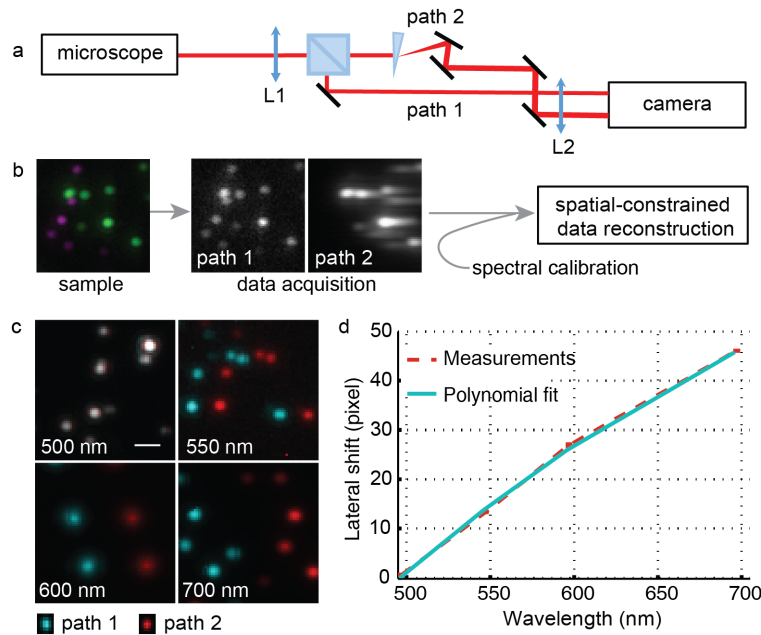 a
microscope
L1
path 2
path 1
L2
camera
b
path 1
path 2
sample
data acquisition
spatial-constrained
data reconstruction
spectral calibration
c
500 nm
550 nm
600 nm
700 nm
path 1
path 2
d
50
40
30
20
10
0
Lateral shift (pixel)
Measurements
Polynomial fit
500
550
600
650
700
Wavelength (nm)